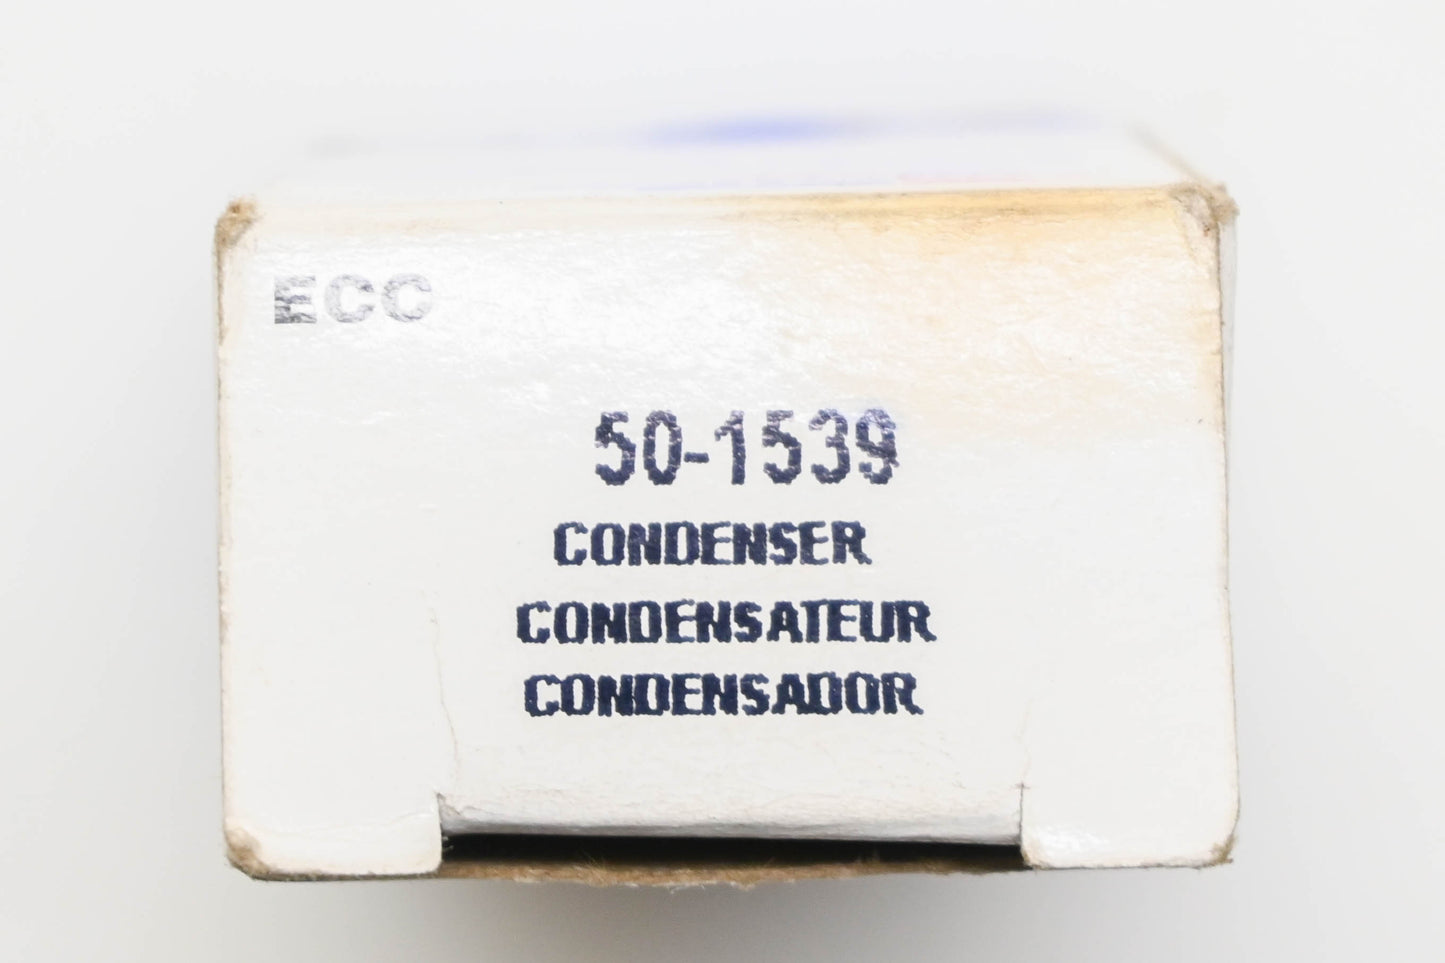 ECC
50-1539
CONDENSER
CONDENSATEUR
CONDENSADOR